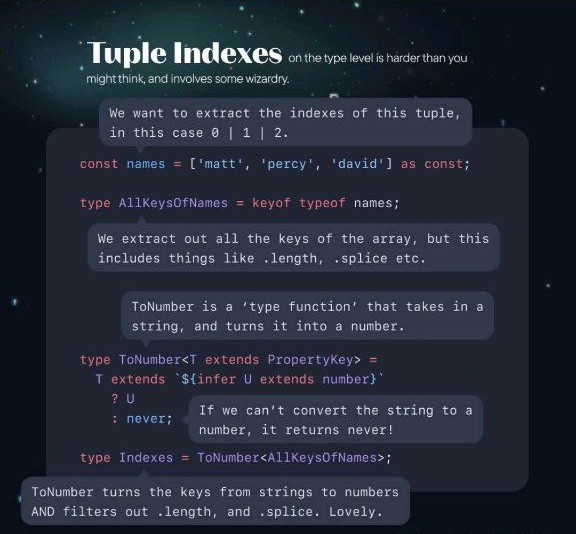 Tuple Indexes on the type level is harder than you
might think, and involves some wizardry.
We want to extract the indexes of this tuple,
in this case 0 | 1 | 2.
const names = ['matt', 'percy', 'david'] as const;
type AllKeysOfNames = keyof typeof names;
We extract out all the keys of the array, but this
includes things like .length, .splice etc.
ToNumber is a ‘type function’ that takes in a
string, and turns it into a number.
type ToNumber<T extends PropertyKey> =
T extends `${infer U extends number}`
? U
: never;
If we can’t convert the string to a
number, it returns never!
type Indexes = ToNumber<AllKeysOfNames>;
ToNumber turns the keys from strings to numbers
AND filters out .length, and .splice. Lovely.